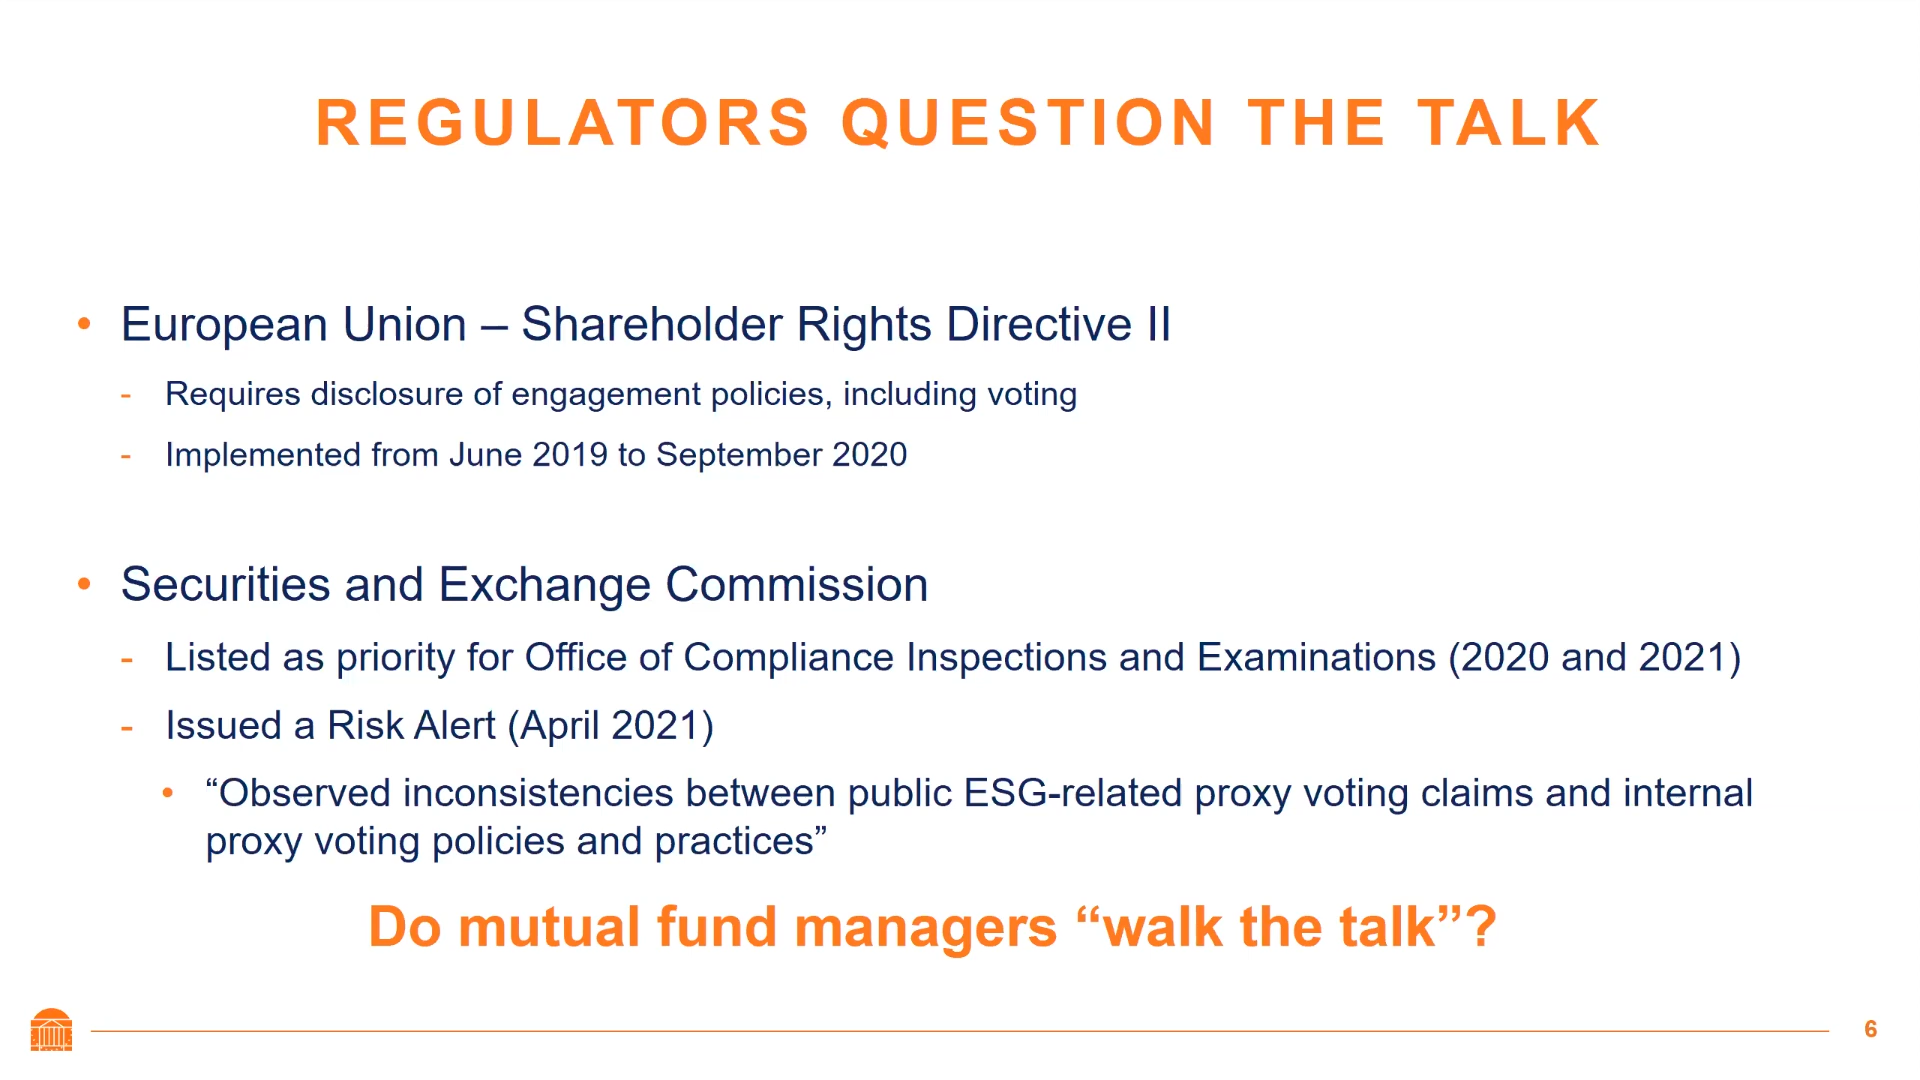 REGULATORS QUESTION THE TALK
• European Union – Shareholder Rights Directive II
- Requires disclosure of engagement policies, including voting
- Implemented from June 2019 to September 2020
• Securities and Exchange Commission
- Listed as priority for Office of Compliance Inspections and Examinations (2020 and 2021)
- Issued a Risk Alert (April 2021)
• “Observed inconsistencies between public ESG-related proxy voting claims and internal
proxy voting policies and practices”
Do mutual fund managers “walk the talk”?
6